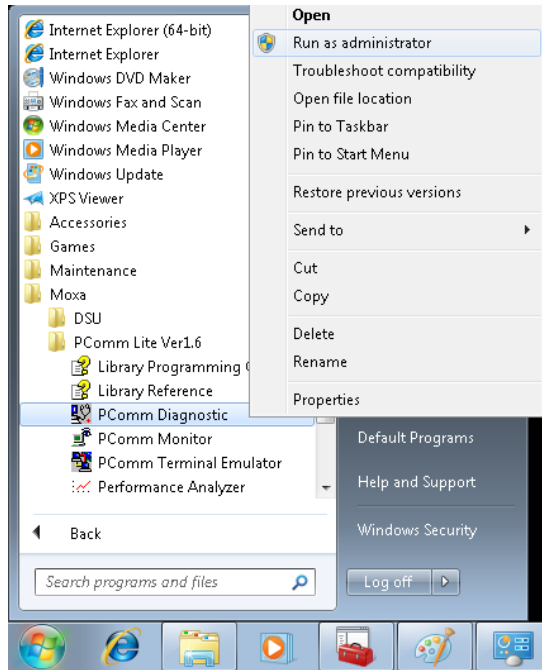 Internet Explorer (64-bit)
Internet Explorer
Windows DVD Maker
Windows Fax and Scan
Windows Media Center
Windows Media Player
Windows Update
XPS Viewer
Accessories
Games
Maintenance
Moxa
DSU
PComm Lite Ver1.6
Library Programming
Library Reference
PComm Diagnostic
PComm Monitor
PComm Terminal Emulator
Performance Analyzer
Back
Search programs and files
Open
Run as administrator
Troubleshoot compatibility
Open file location
Pin to Taskbar
Pin to Start Menu
Restore previous versions
Send to
Cut
Copy
Delete
Rename
Properties
Default Programs
Help and Support
Windows Security
Log off